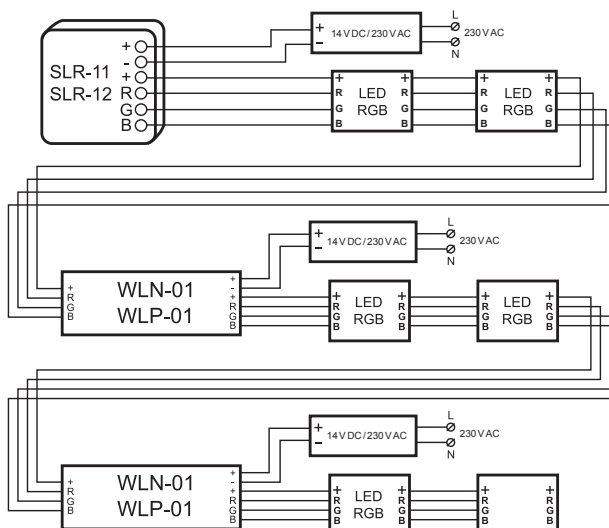 SLR-11
SLR-12
+
-
+
R
G
B
+
-
14 V DC / 230 V AC
L
N
230 V AC
+
R
G
B
LED
RGB
+
R
G
B
+
R
G
B
LED
RGB
+
R
G
B
+
R
G
B
WLN-01
WLP-01
+
-
+
R
G
B
+
-
14 V DC / 230 V AC
L
N
230 V AC
+
R
G
B
LED
RGB
+
R
G
B
+
R
G
B
LED
RGB
+
R
G
B
+
R
G
B
WLN-01
WLP-01
+
-
+
R
G
B
+
-
14 V DC / 230 V AC
L
N
230 V AC
+
R
G
B
LED
RGB
+
R
G
B
+
R
G
B
+
R
G
B